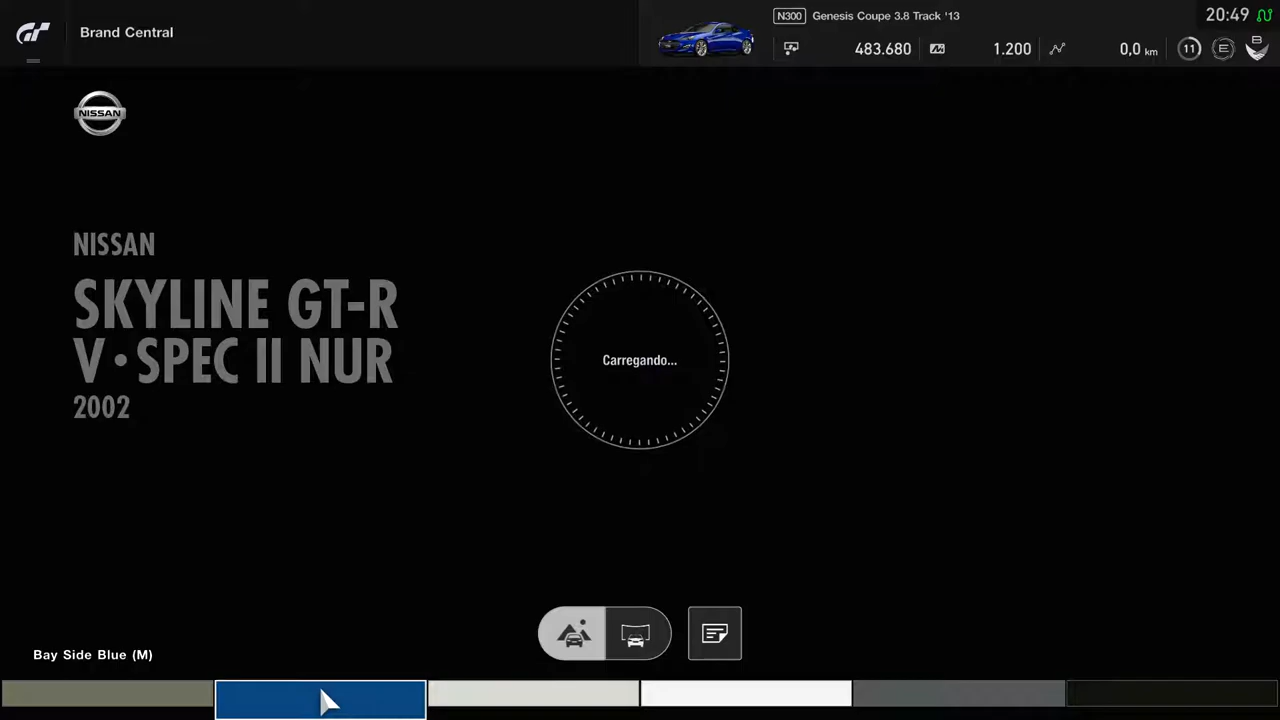 Brand Central
N300 Genesis Coupe 3.8 Track '13
20:49
483.680
1.200
0,0 km
11
E
B
NISSAN
NISSAN
SKYLINE GT-R
V・SPEC II NUR
2002
Carregando...
Bay Side Blue (M)